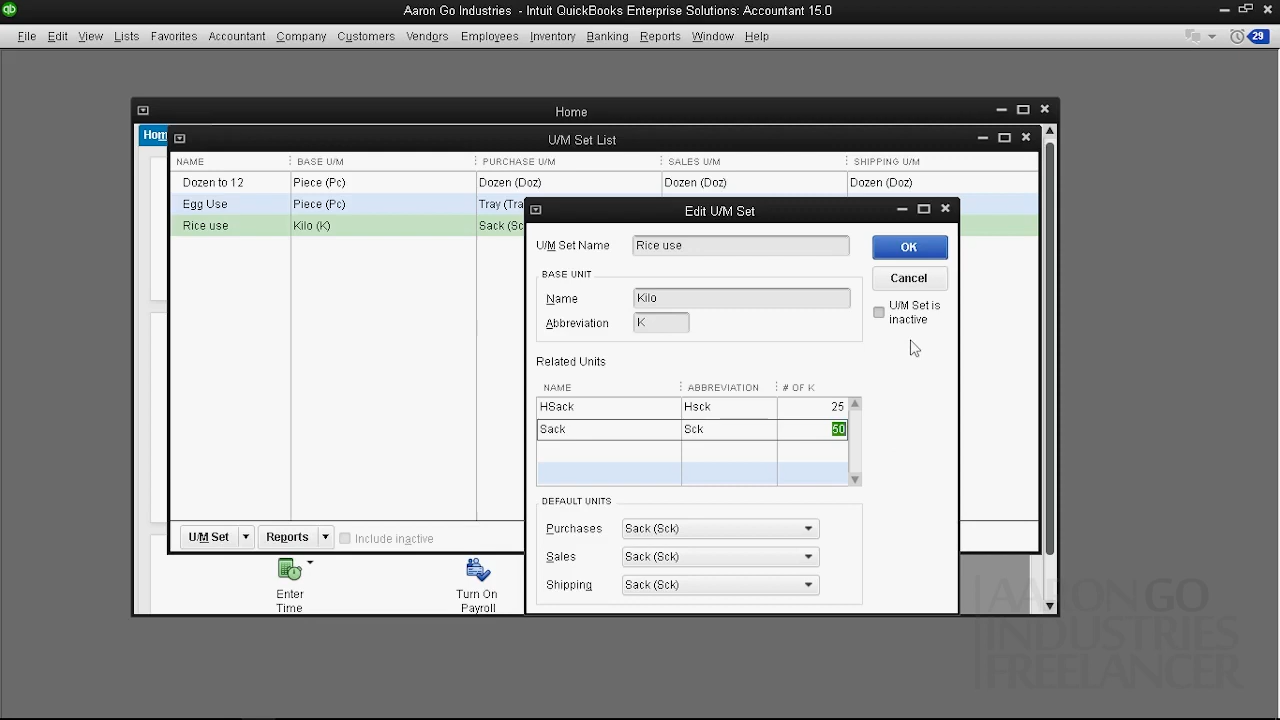 Aaron Go Industries - Intuit QuickBooks Enterprise Solutions: Accountant 15.0
File Edit View Lists Favorites Accountant Company Customers Vendors Employees Inventory Banking Reports Window Help 29
Home
Hom
U/M Set List
NAME BASE U/M PURCHASE U/M SALES U/M SHIPPING U/M
Dozen to 12 Piece (Pc) Dozen (Doz) Dozen (Doz) Dozen (Doz)
Egg Use Piece (Pc) Tray (Tra
Rice use Kilo (K) Sack (Sc
Edit U/M Set
U/M Set Name Rice use OK
BASE UNIT
Cancel
Name Kilo
U/M Set is inactive
Abbreviation K
Related Units
NAME ABBREVIATION # OF K
HSack Hsck 25
Sack Sck 50
DEFAULT UNITS
Purchases Sack (Sck)
Sales Sack (Sck)
Shipping Sack (Sck)
U/M Set Reports Include inactive
Enter Time
Turn On Payroll
AARON GO
INDUSTRIES
FREELANCER